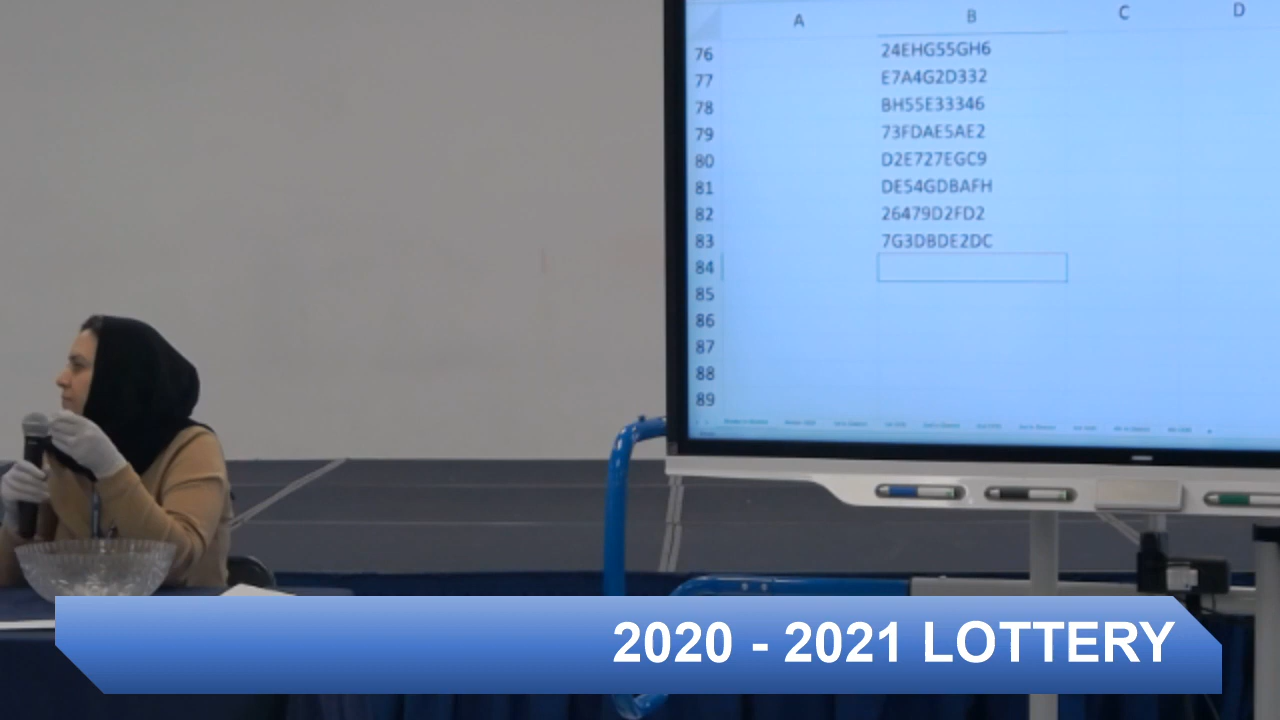 A B C D
76 24EHG55GH6
77 E7A4G2D332
78 BH55E33346
79 73FDAE5AE2
80 D2E727EGC9
81 DE54GDBAFH
82 26479D2FD2
83 7G3DBDE2DC
84
85
86
87
88
89
2020 - 2021 LOTTERY